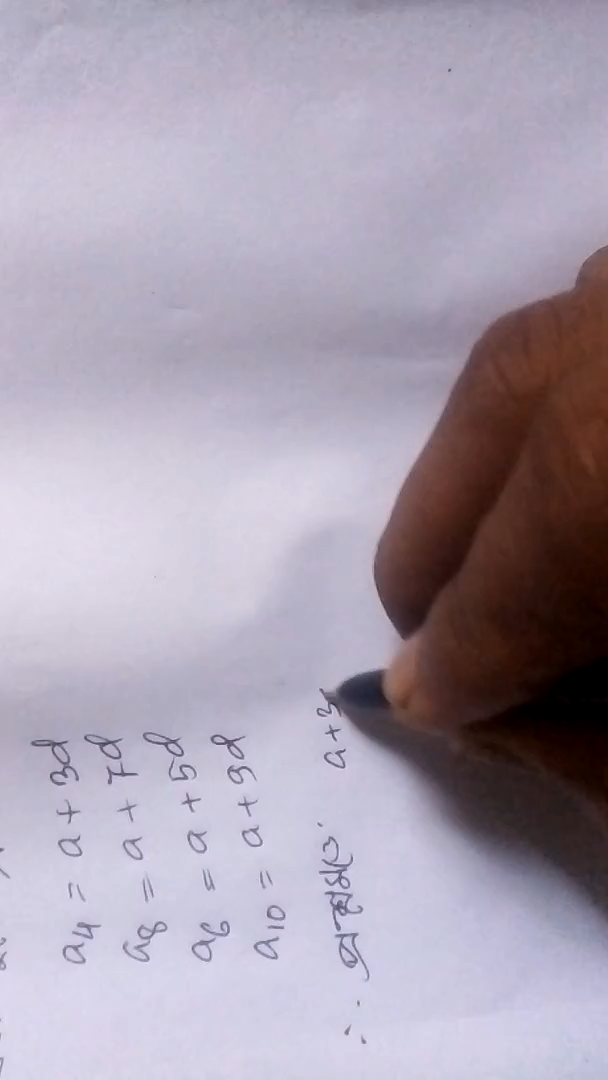 a₄ = a + 3d
a₈ = a + 7d
a₆ = a + 5d
a₁₀ = a + 9d
∴ প্রশ্নমতে. a + 3